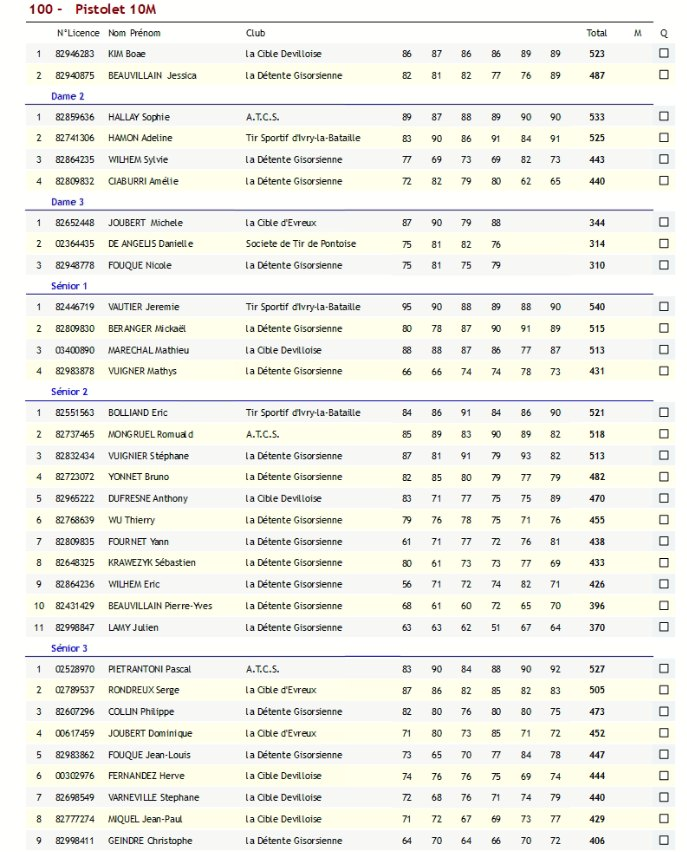 100 - Pistolet 10M
N°Licence Nom Prénom Club Total M Q
1 82946283 KIM Boae la Cible Devilloise 86 87 86 86 89 89 523
2 82940875 BEAUVILLAIN Jessica la Détente Gisorsienne 82 81 82 77 76 89 487
Dame 2
1 82859636 HALLAY Sophie A.T.C.S. 89 87 88 89 90 90 533
2 82741306 HAMON Adeline Tir Sportif d'Ivry-la-Bataille 83 90 86 91 84 91 525
3 82864235 WILHEM Sylvie la Détente Gisorsienne 77 69 73 69 82 73 443
4 82809832 CIABURRI Amélie la Détente Gisorsienne 72 82 79 80 62 65 440
Dame 3
1 82652448 JOUBERT Michele la Cible d'Evreux 87 90 79 88 344
2 02364435 DE ANGELIS Danielle Societe de Tir de Pontoise 75 81 82 76 314
3 82948778 FOUQUE Nicole la Détente Gisorsienne 75 81 75 79 310
Sénior 1
1 82446719 VAUTIER Jeremie Tir Sportif d'Ivry-la-Bataille 95 90 88 89 88 90 540
2 82809830 BERANGER Mickaël la Détente Gisorsienne 80 78 87 90 91 89 515
3 03400890 MARECHAL Mathieu la Cible Devilloise 88 88 87 86 77 87 513
4 82983878 VUIGNER Mathys la Détente Gisorsienne 66 66 74 74 78 73 431
Sénior 2
1 82551563 BOLLIAND Eric Tir Sportif d'Ivry-la-Bataille 84 86 91 84 86 90 521
2 82737465 MONGRUEL Romuald A.T.C.S. 85 89 83 90 89 82 518
3 82832434 VUIGNIER Stéphane la Détente Gisorsienne 87 81 91 79 93 82 513
4 82723072 YONNET Bruno la Détente Gisorsienne 82 85 80 79 77 79 482
5 82965222 DUFRESNE Anthony la Cible Devilloise 83 71 77 75 75 89 470
6 82768639 WU Thierry la Détente Gisorsienne 79 76 78 75 71 76 455
7 82809835 FOURNET Yann la Détente Gisorsienne 61 71 77 72 76 81 438
8 82648325 KRAWEZYK Sébastien la Détente Gisorsienne 80 61 73 73 77 69 433
9 82864236 WILHEM Eric la Détente Gisorsienne 56 71 72 74 82 71 426
10 82431429 BEAUVILLAIN Pierre-Yves la Détente Gisorsienne 68 61 60 72 65 70 396
11 82998847 LAMY Julien la Détente Gisorsienne 63 63 62 51 67 64 370
Sénior 3
1 02528970 PIETRANTONI Pascal A.T.C.S. 83 90 84 88 90 92 527
2 02789537 RONDREUX Serge la Cible d'Evreux 87 86 82 85 82 83 505
3 82607296 COLLIN Philippe la Détente Gisorsienne 82 80 76 80 80 75 473
4 00617459 JOUBERT Dominique la Cible d'Evreux 71 80 73 85 71 72 452
5 82983862 FOUQUE Jean-Louis la Détente Gisorsienne 73 65 70 77 84 78 447
6 00302976 FERNANDEZ Herve la Cible Devilloise 74 76 76 75 69 74 444
7 82698549 VARNEVILLE Stephane la Cible Devilloise 72 68 76 71 74 79 440
8 82777274 MIQUEL Jean-Paul la Cible Devilloise 71 72 67 69 73 77 429
9 82998411 GEINDRE Christophe la Détente Gisorsienne 64 70 64 66 70 72 406